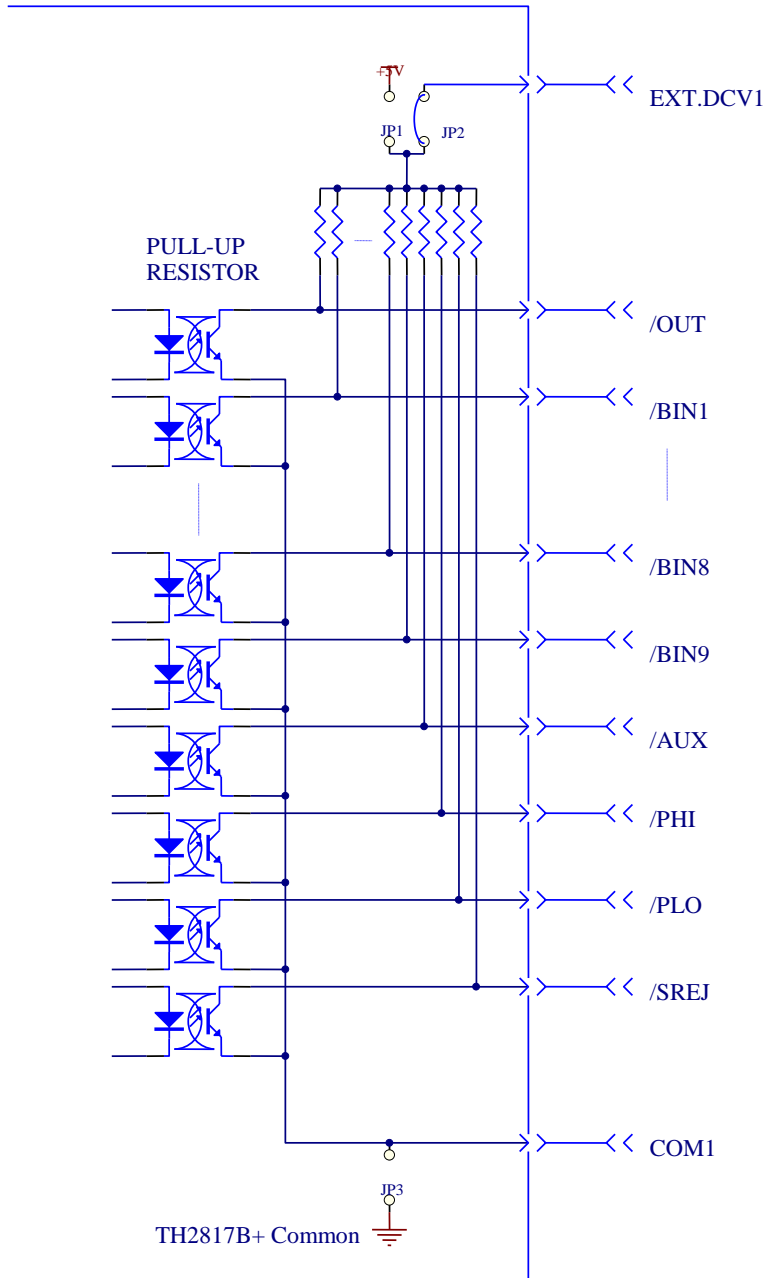 +5V
EXT.DCV1
JP1
JP2
PULL-UP
RESISTOR
/OUT
/BIN1
/BIN8
/BIN9
/AUX
/PHI
/PLO
/SREJ
COM1
JP3
TH2817B+ Common